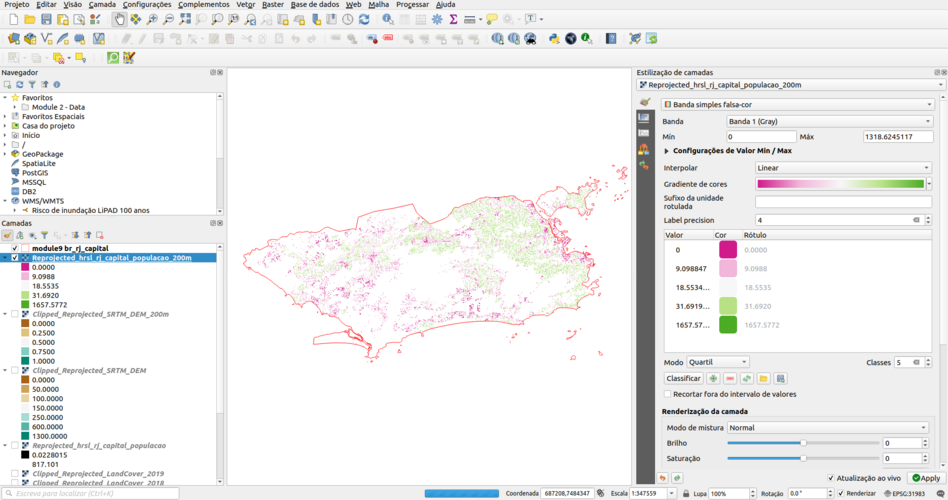 Projeto Editar Visão Camada Configurações Complementos Vetor Raster Base de dados Web Malha Processar Ajuda
Navegador
Favoritos
Module 2 - Data
Favoritos Espaciais
Casa do projeto
Início
/
GeoPackage
SpatiaLite
PostGIS
MSSQL
DB2
WMS/WMTS
Risco de inundação LiPAD 100 anos
Camadas
module9 br_rj_capital
Reprojected_hrsl_rj_capital_populacao_200m
0.0000
9.0988
18.5535
31.6920
1657.5772
Clipped_Reprojected_SRTM_DEM_200m
0.0000
0.2500
0.5000
0.7500
1.0000
Clipped_Reprojected_SRTM_DEM
0.0000
50.0000
100.0000
150.0000
250.0000
600.0000
1300.0000
Reprojected_hrsl_rj_capital_populacao
0.0228015
817.101
Clipped_Reprojected_LandCover_2019
Clipped_Reprojected_LandCover_2018
Estilização de camadas
Reprojected_hrsl_rj_capital_populacao_200m
Banda simples falsa-cor
Banda Banda 1 (Gray)
Mín 0 Máx 1318.6245117
Configurações de Valor Min / Max
Interpolar Linear
Gradiente de cores
Sufixo da unidade rotulada
Label precision 4
Valor Cor Rótulo
0 0.0000
9.098847 9.0988
18.5534... 18.5535
31.6919... 31.6920
1657.57... 1657.5772
Modo Quartil Classes 5
Classificar
Recortar fora do intervalo de valores
Renderização da camada
Modo de mistura Normal
Brilho 0
Saturação 0
Atualização ao vivo Apply
Escreva para localizar (Ctrl+K) Coordenada 687208,7484347 Escala 1:347559 Lupa 100% Rotação 0.0° Renderizar EPSG:31983